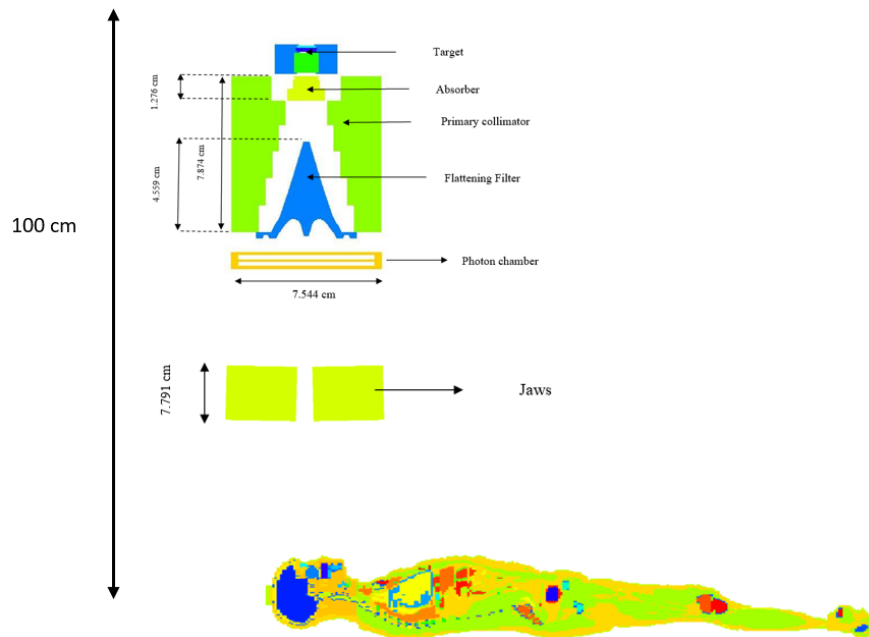 Target
1.276 cm
Absorber
Primary collimator
7.874 cm
4.559 cm
Flattening Filter
100 cm
Photon chamber
7.544 cm
7.791 cm
Jaws